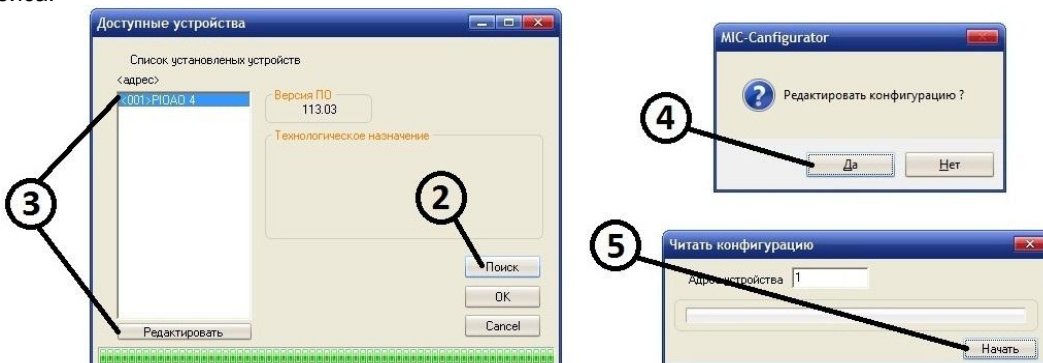 Доступные устройства
Список установленых устройств
<адрес>
<001>PIOAO 4
Версия ПО
113.03
Технологическое назначение
3
2
Поиск
OK
Cancel
Редактировать
MIC-Canfigurator
Редактировать конфигурацию ?
4
Да
Нет
5
Читать конфигурацию
Адрес устройства
1
Начать